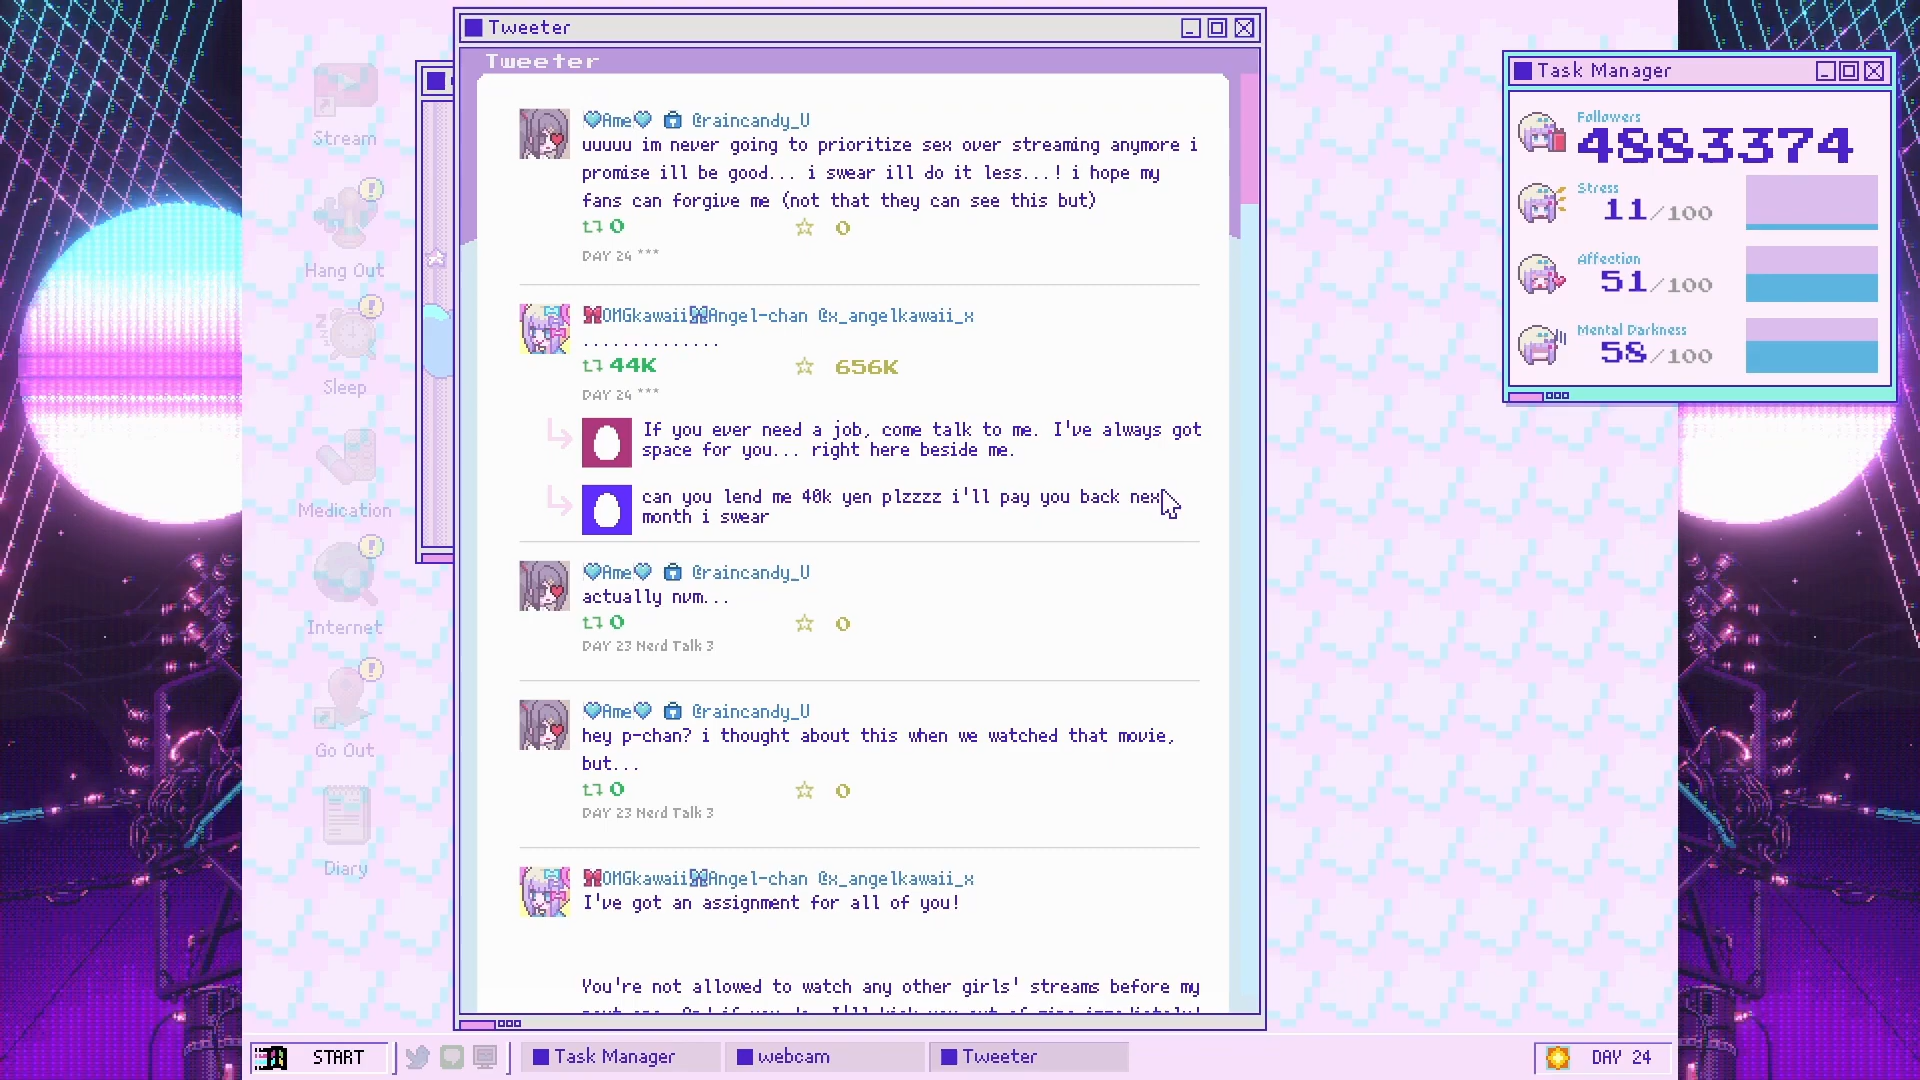 Tweeter
Tweeter
Ame @raincandy_U
uuuuu im never going to prioritize sex over streaming anymore i
promise ill be good... i swear ill do it less...! i hope my
fans can forgive me (not that they can see this but)
0 0
DAY 24 ***
OMGkawaii Angel-chan @x_angelkawaii_x
..............
44K 656K
DAY 24 ***
If you ever need a job, come talk to me. I've always got
space for you... right here beside me.
can you lend me 40k yen plzzzz i'll pay you back nex
month i swear
Ame @raincandy_U
actually nvm...
0 0
DAY 23 Nerd Talk 3
Ame @raincandy_U
hey p-chan? i thought about this when we watched that movie,
but...
0 0
DAY 23 Nerd Talk 3
OMGkawaii Angel-chan @x_angelkawaii_x
I've got an assignment for all of you!
You're not allowed to watch any other girls' streams before my
Stream
Hang Out
Sleep
Medication
Internet
Go Out
Diary
Task Manager
Followers
4883374
Stress
11/100
Affection
51/100
Mental Darkness
58/100
START
Task Manager
webcam
Tweeter
DAY 24